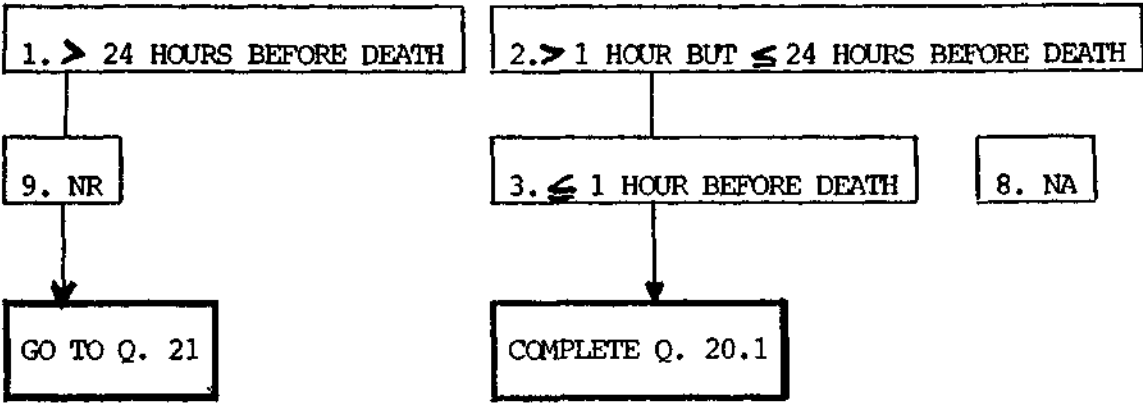 1. > 24 HOURS BEFORE DEATH
2.> 1 HOUR BUT ≤ 24 HOURS BEFORE DEATH
9. NR
3. ≤ 1 HOUR BEFORE DEATH
8. NA
GO TO Q. 21
COMPLETE Q. 20.1